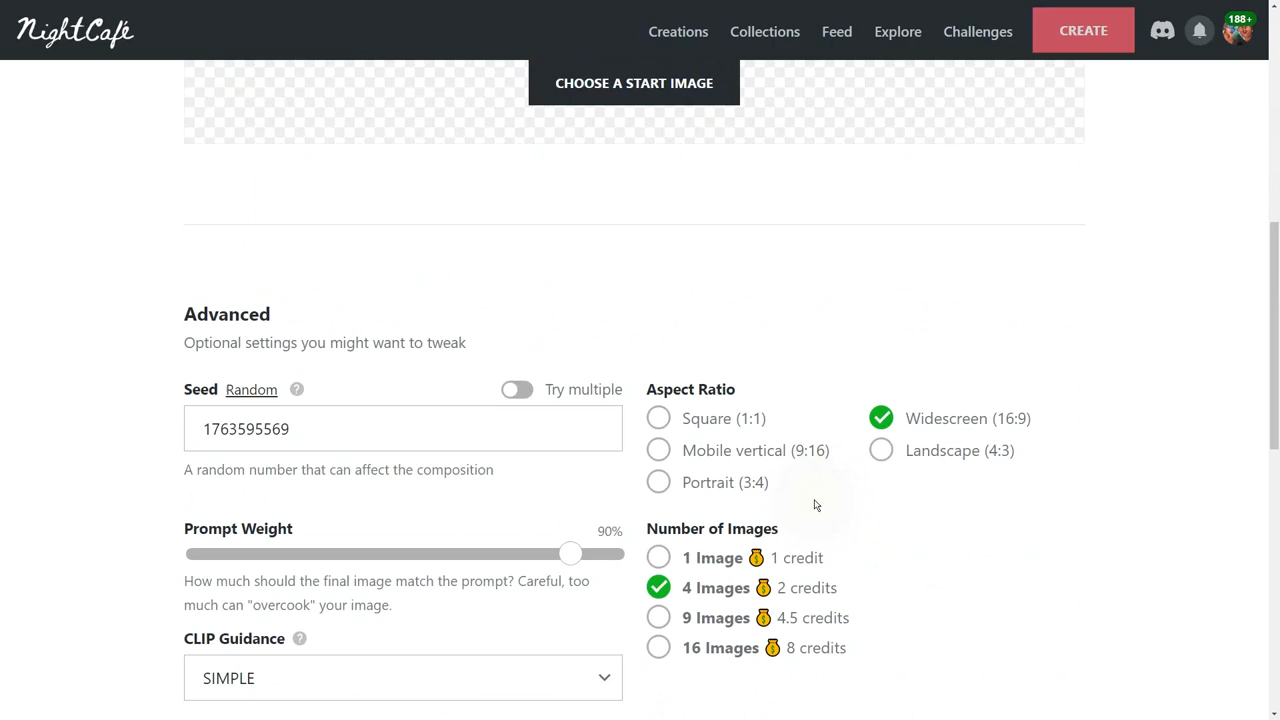 NightCafé
Creations Collections Feed Explore Challenges CREATE 188+
CHOOSE A START IMAGE
Advanced
Optional settings you might want to tweak
Seed Random ? Try multiple
1763595569
A random number that can affect the composition
Aspect Ratio
Square (1:1) Widescreen (16:9)
Mobile vertical (9:16) Landscape (4:3)
Portrait (3:4)
Prompt Weight 90%
How much should the final image match the prompt? Careful, too
much can "overcook" your image.
Number of Images
1 Image 1 credit
4 Images 2 credits
9 Images 4.5 credits
16 Images 8 credits
CLIP Guidance ?
SIMPLE